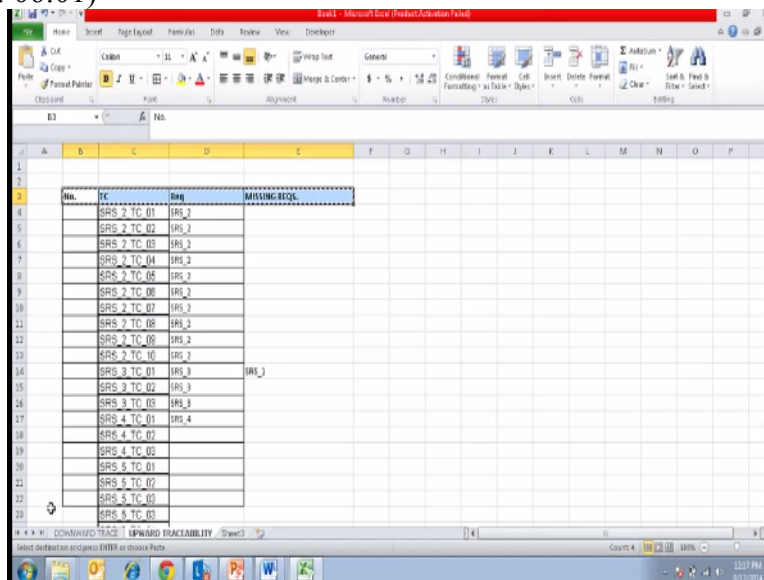 06:01)
Book1 - Microsoft Excel (Product Activation Failed)
File Home Insert Page Layout Formulas Data Review View Developer
Cut
Copy
Format Painter
Paste
Clipboard
Calibri 11
B I U
Font
Wrap Text
Merge & Center
Alignment
General
$ % ,
Number
Conditional Formatting
Format as Table
Cell Styles
Styles
Insert Delete Format
Cells
Σ AutoSum
Fill
Clear
Sort & Filter
Find & Select
Editing
B3 fx No.
A B C D E F G H I J K L M N O P
1
2
3 No. TC Req MISSING REQS.
4 SRS_2_TC_01 SRS_2
5 SRS_2_TC_02 SRS_2
6 SRS_2_TC_03 SRS_2
7 SRS_2_TC_04 SRS_2
8 SRS_2_TC_05 SRS_2
9 SRS_2_TC_06 SRS_2
10 SRS_2_TC_07 SRS_2
11 SRS_2_TC_08 SRS_2
12 SRS_2_TC_09 SRS_2
13 SRS_2_TC_10 SRS_2
14 SRS_3_TC_01 SRS_3 SRS_1
15 SRS_3_TC_02 SRS_3
16 SRS_3_TC_03 SRS_3
17 SRS_4_TC_01 SRS_4
18 SRS_4_TC_02
19 SRS_4_TC_03
20 SRS_5_TC_01
21 SRS_5_TC_02
22 SRS_5_TC_03
23 SRS_5_TC_03
DOWNWARD TRACE UPWARD TRACEABILITY Sheet3
Select destination and press ENTER or choose Paste Count: 4 100%
12:17 PM